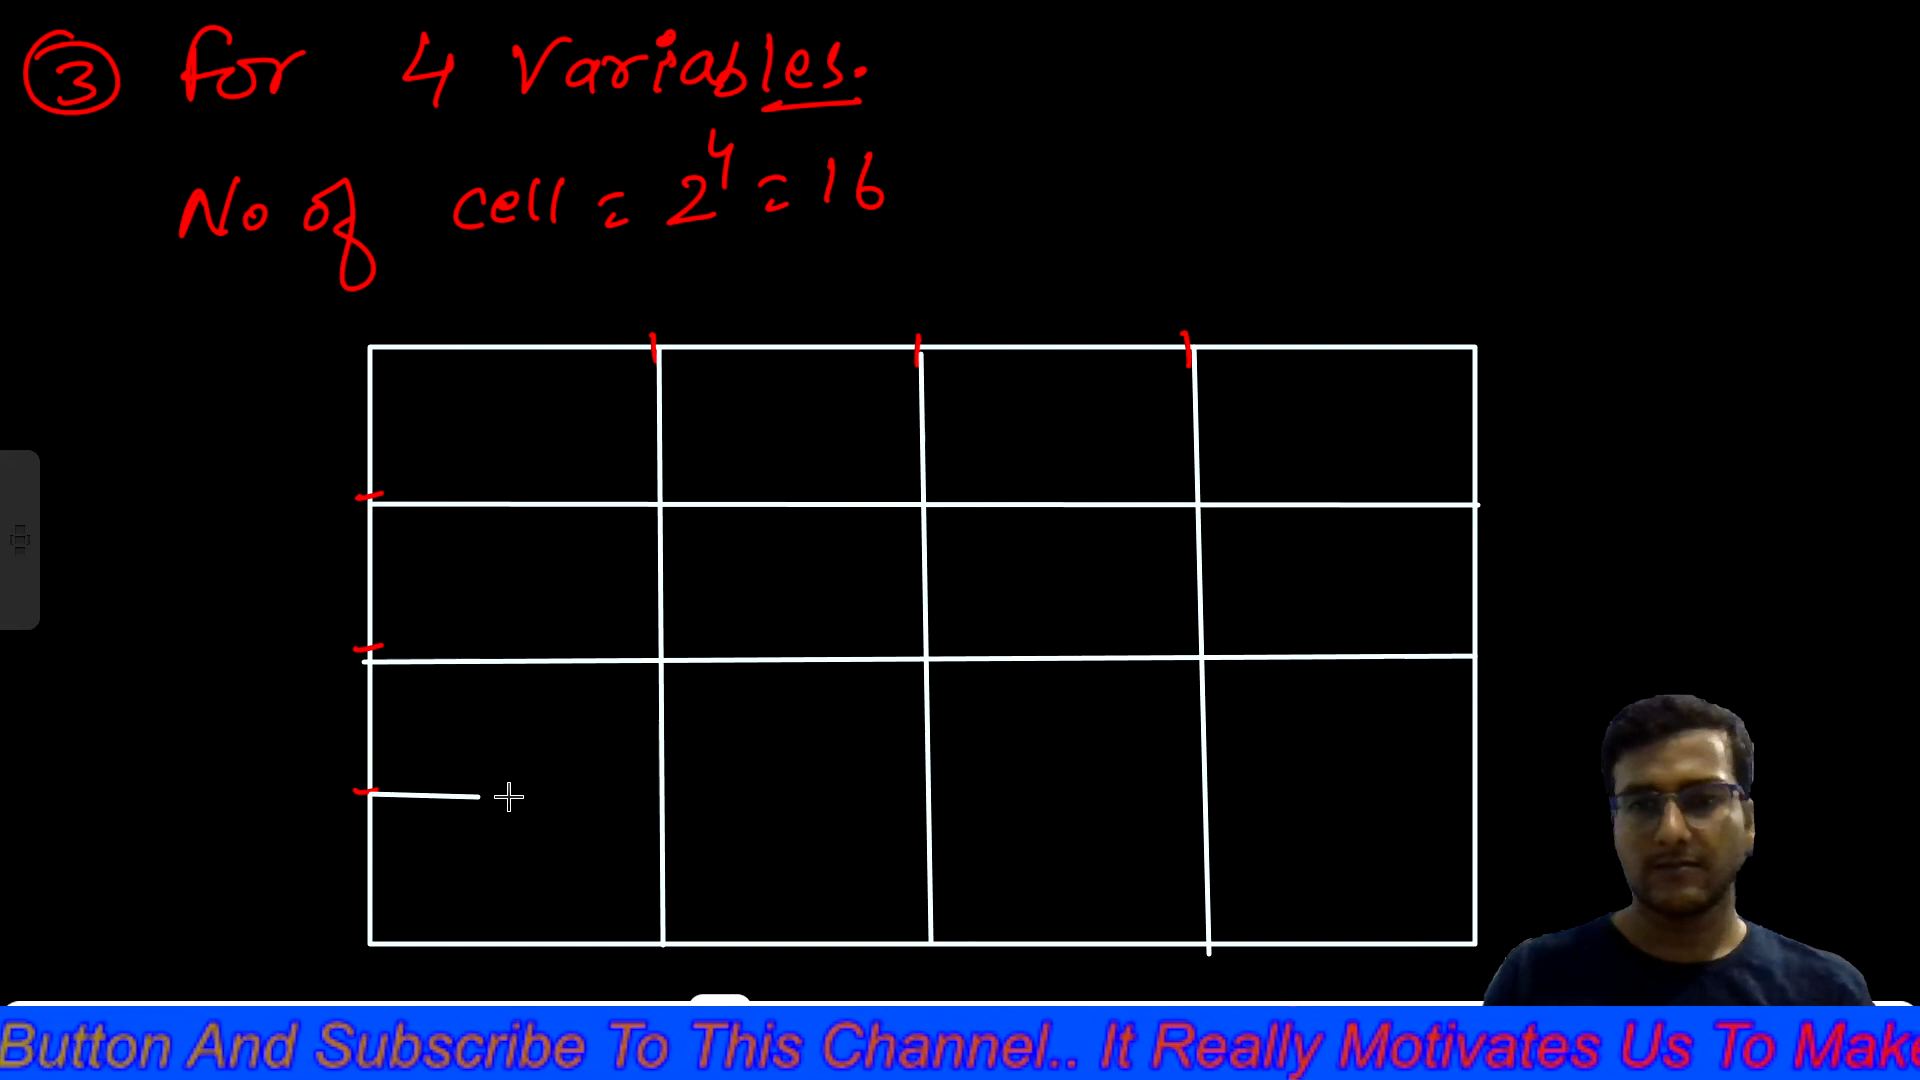 ③ For 4 Variables.
No of cell = 2⁴ = 16
Button And Subscribe To This Channel.. It Really Motivates Us To Make